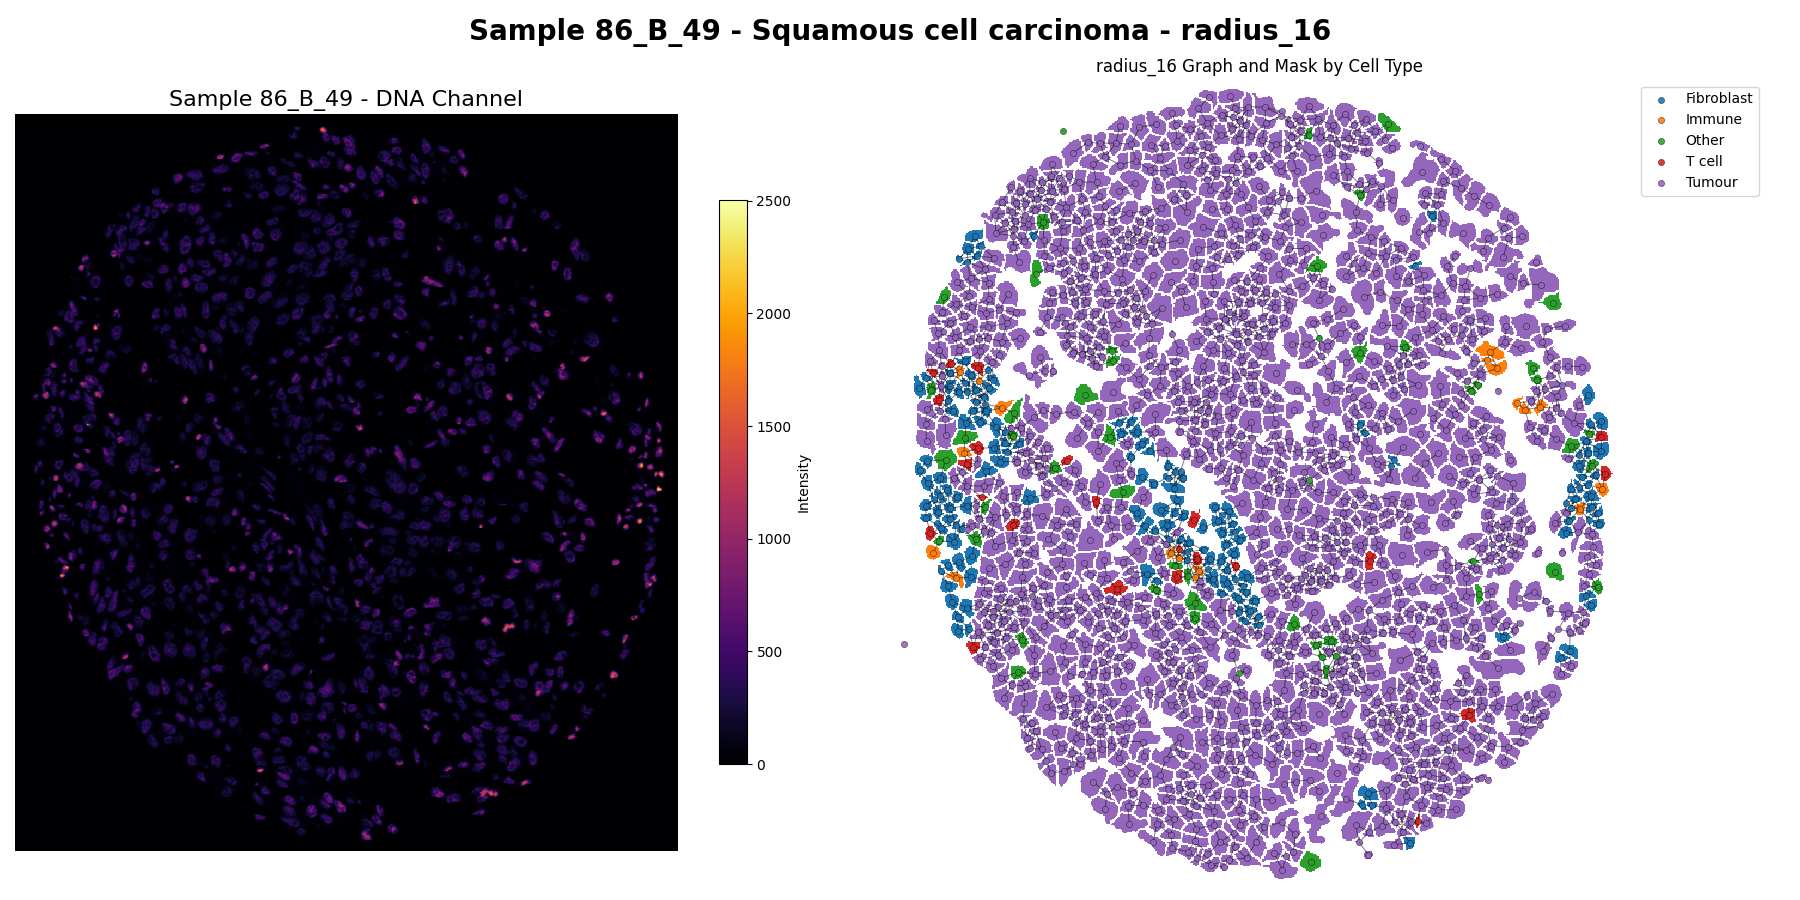 Sample 86_B_49 - Squamous cell carcinoma - radius_16
Sample 86_B_49 - DNA Channel
2500
2000
1500
1000
500
0
Intensity
radius_16 Graph and Mask by Cell Type
Fibroblast
Immune
Other
T cell
Tumour